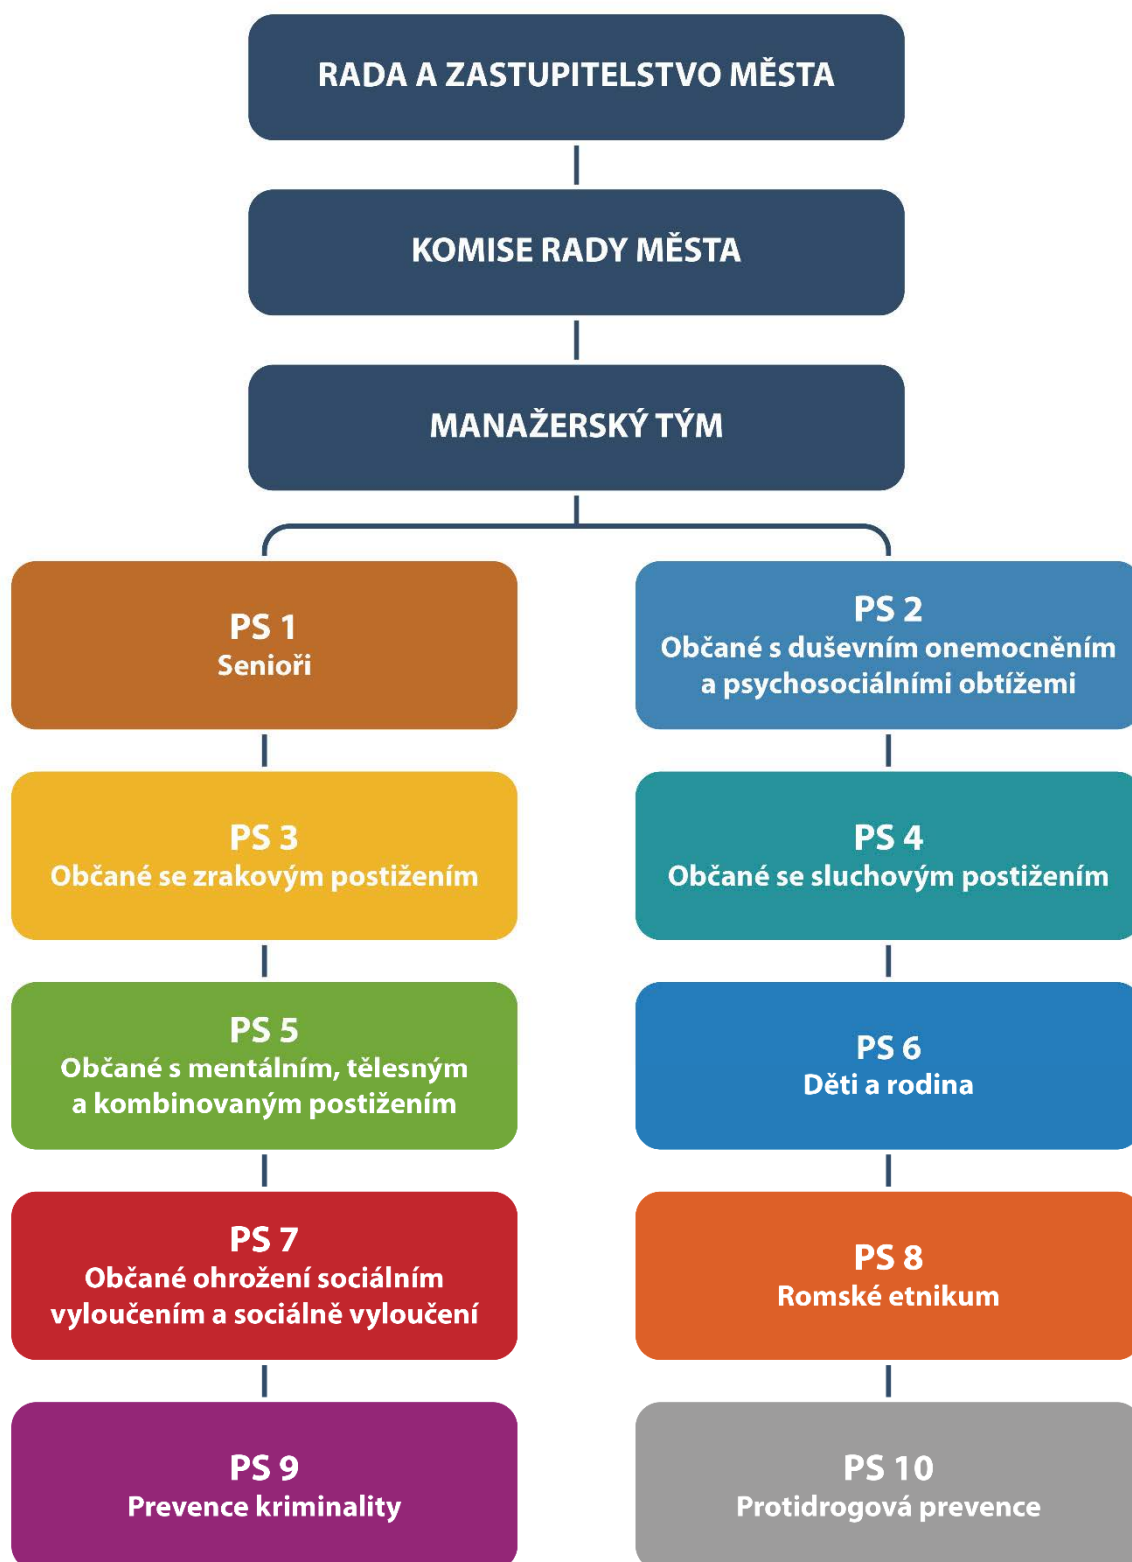 RADA A ZASTUPITELSTVO MĚSTA
KOMISE RADY MĚSTA
MANAŽERSKÝ TÝM
PS 1
Senioři
PS 2
Občané s duševním onemocněním
a psychosociálními obtížemi
PS 3
Občané se zrakovým postižením
PS 4
Občané se sluchovým postižením
PS 5
Občané s mentálním, tělesným
a kombinovaným postižením
PS 6
Děti a rodina
PS 7
Občané ohrožení sociálním
vyloučením a sociálně vyloučení
PS 8
Romské etnikum
PS 9
Prevence kriminality
PS 10
Protidrogová prevence